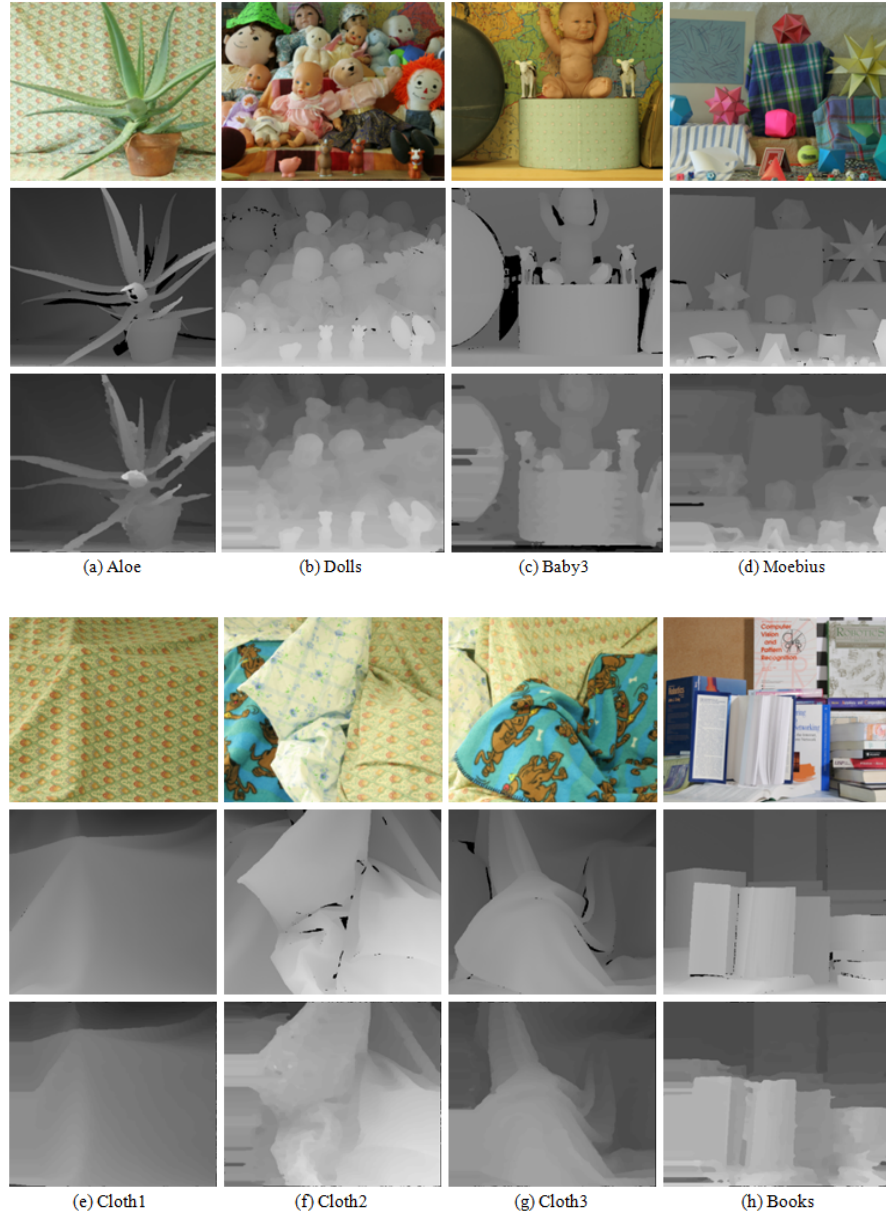 (a) Aloe
(b) Dolls
(c) Baby3
(d) Moebius
Computer
Vision
and
Pattern
Recognition
(e) Cloth1
(f) Cloth2
(g) Cloth3
(h) Books